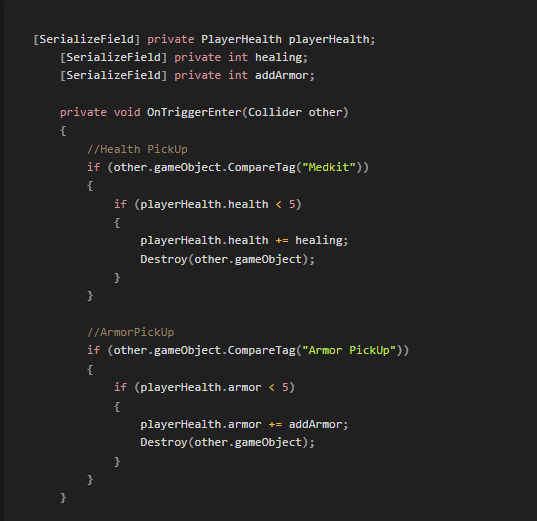 [SerializeField] private PlayerHealth playerHealth;
[SerializeField] private int healing;
[SerializeField] private int addArmor;
private void OnTriggerEnter(Collider other)
{
//Health PickUp
if (other.gameObject.CompareTag("Medkit"))
{
if (playerHealth.health < 5)
{
playerHealth.health += healing;
Destroy(other.gameObject);
}
}
//ArmorPickUp
if (other.gameObject.CompareTag("Armor PickUp"))
{
if (playerHealth.armor < 5)
{
playerHealth.armor += addArmor;
Destroy(other.gameObject);
}
}
}